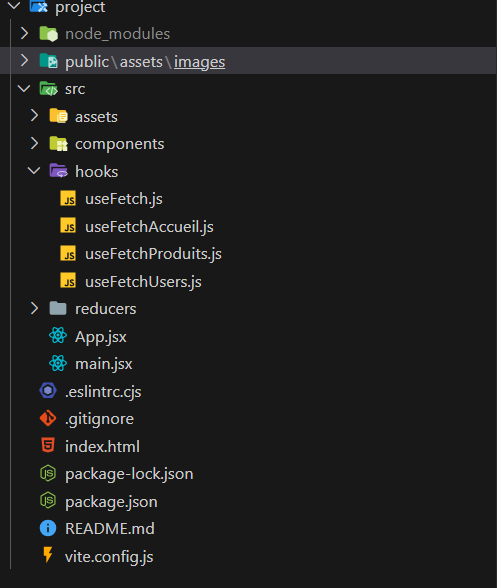 project
node_modules
public\assets\images
src
assets
components
hooks
JS useFetch.js
JS useFetchAccueil.js
JS useFetchProduits.js
JS useFetchUsers.js
reducers
App.jsx
main.jsx
.eslintrc.cjs
.gitignore
index.html
package-lock.json
package.json
README.md
vite.config.js